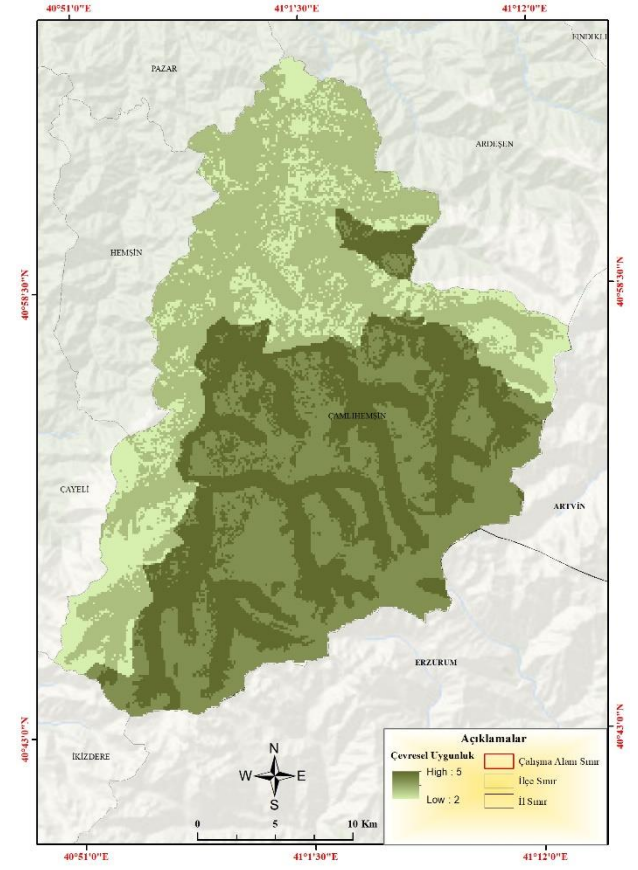 40°51'0"E 41°1'30"E 41°12'0"E
FINDIKLI
PAZAR
ARDEŞEN
HEMŞİN
40°58'30"N 40°58'30"N
ÇAMLIHEMŞİN
ÇAYELİ
ARTVİN
ERZURUM
40°43'0"N 40°43'0"N
İKİZDERE
N
W E
S
0 5 10 Km
Açıklamalar
Çevresel Uygunluk
High : 5
Low : 2
Çalışma Alanı Sınırı
İlçe Sınırı
İl Sınırı
40°51'0"E 41°1'30"E 41°12'0"E